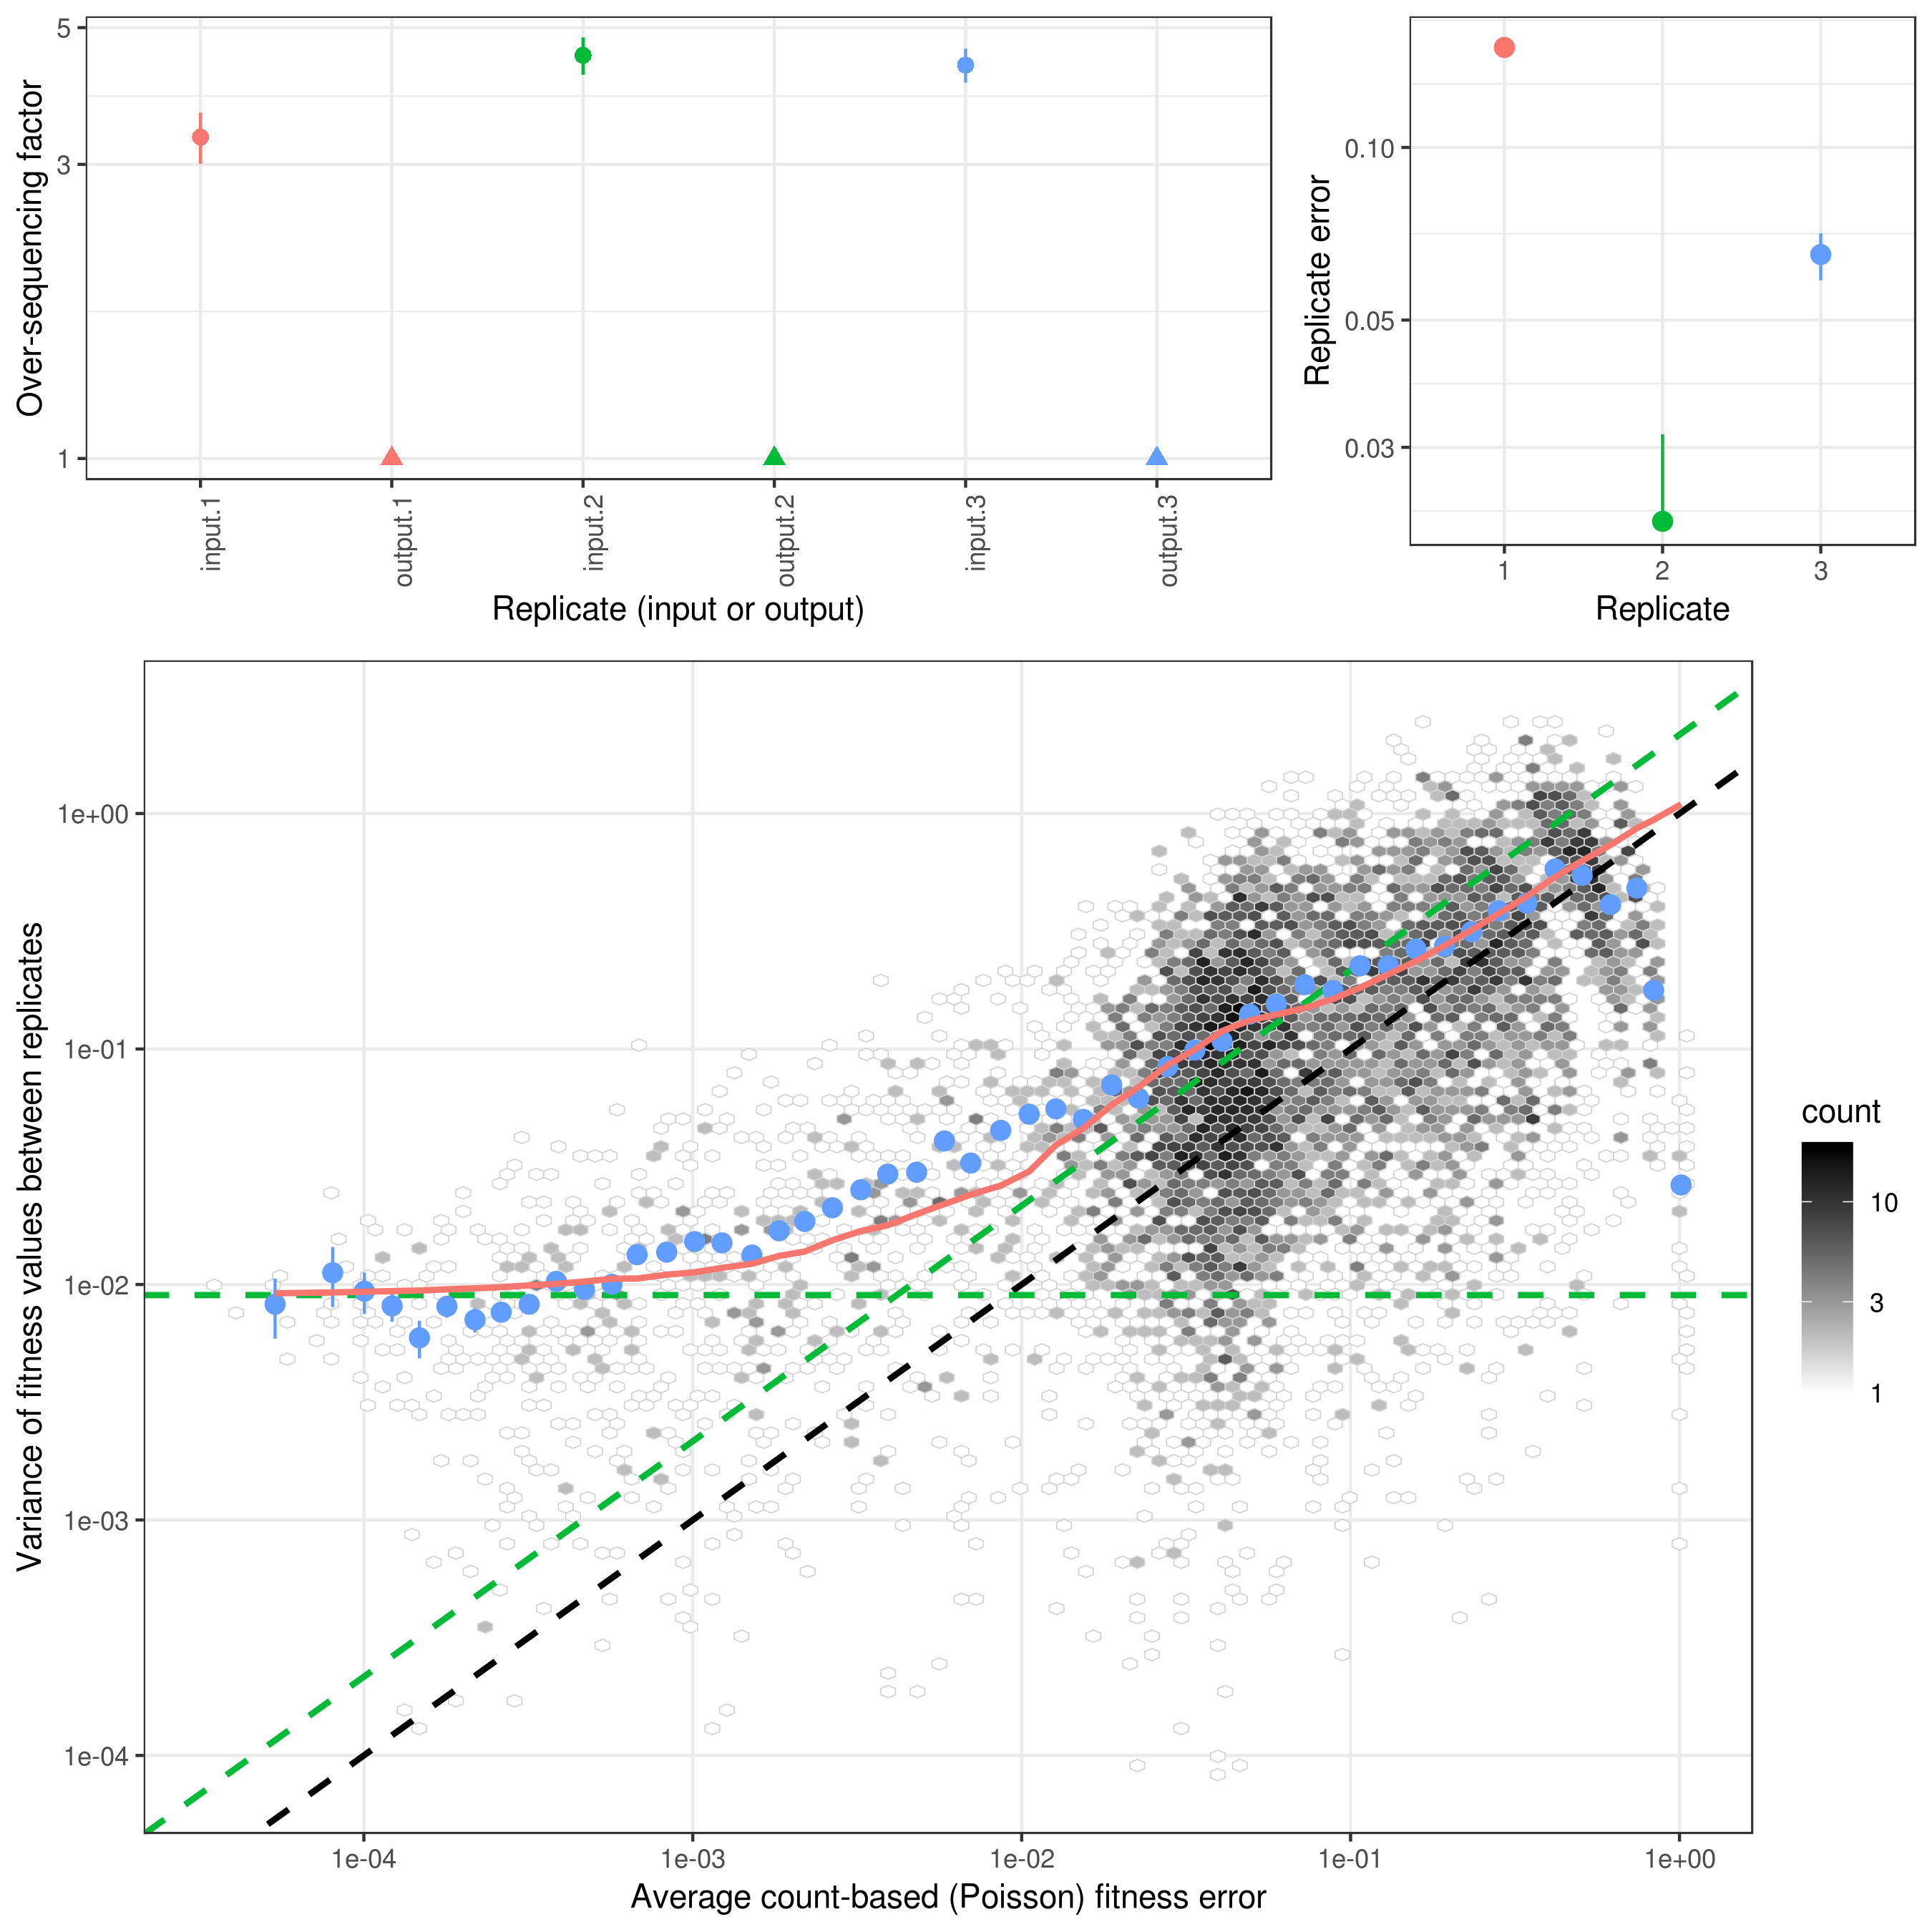 Over-sequencing factor
5
3
1
input.1
output.1
input.2
output.2
input.3
output.3
Replicate (input or output)
Replicate error
0.10
0.05
0.03
1
2
3
Replicate
Variance of fitness values between replicates
1e+00
1e-01
1e-02
1e-03
1e-04
1e-04
1e-03
1e-02
1e-01
1e+00
Average count-based (Poisson) fitness error
count
10
3
1